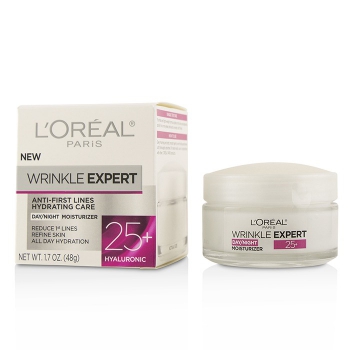 L'ORÉAL
PARIS
NEW
WRINKLE EXPERT
ANTI-FIRST LINES
HYDRATING CARE
DAY/NIGHT MOISTURIZER
REDUCE 1st LINES
REFINE SKIN
ALL DAY HYDRATION
25+
HYALURONIC
NET WT. 1.7 OZ. (48g)
L'ORÉAL
PARIS
WRINKLE EXPERT
DAY/NIGHT
MOISTURIZER
25+